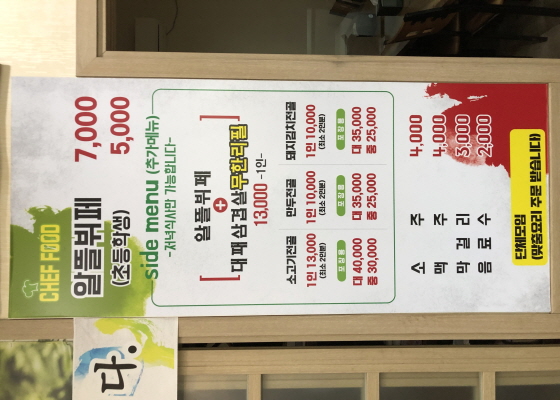 CHEF FOOD
알뜰뷔페 7,000
(초등학생) 5,000
side menu (추가메뉴)
-저녁식사만 가능합니다-
알뜰뷔페
+
대패삼겹살무한리필
13,000 -1인-
소고기전골
1인 13,000
(최소 2인분)
포장용
대 40,000
중 30,000
만두전골
1인 10,000
(최소 2인분)
포장용
대 35,000
중 25,000
돼지김치전골
1인 10,000
(최소 2인분)
포장용
대 35,000
중 25,000
소주 4,000
맥주 4,000
막걸리 3,000
음료수 2,000
단체모임
(맞춤요리 주문 받습니다)
다.